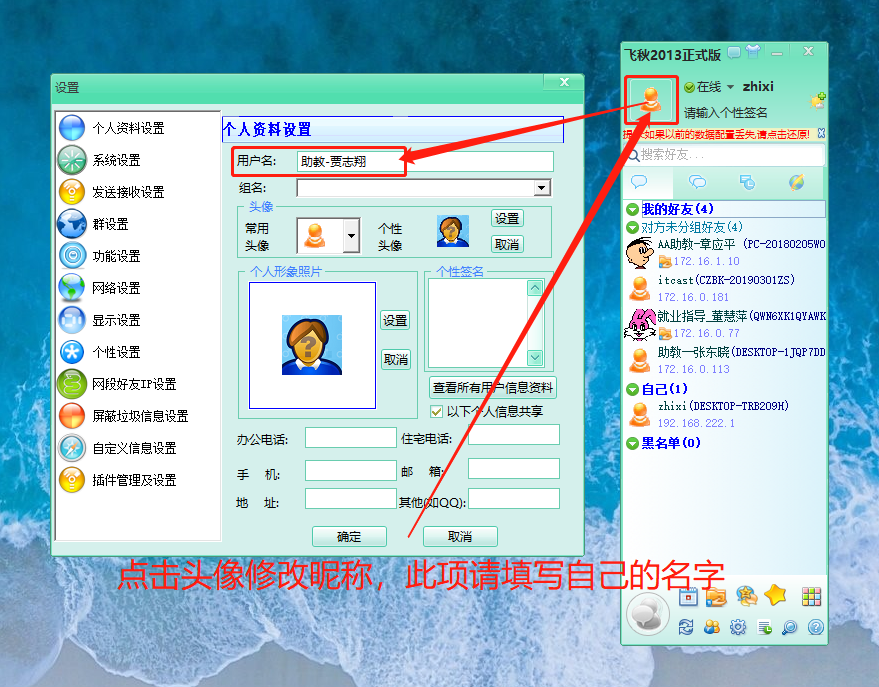 设置
个人资料设置
系统设置
发送接收设置
群设置
功能设置
网络设置
显示设置
个性设置
网段好友IP设置
屏蔽垃圾信息设置
自定义信息设置
插件管理及设置
个人资料设置
用户名: 助教-贾志翔
组名:
头像
常用头像
个性头像
设置
取消
个人形象照片
设置
取消
个性签名
查看所有用户信息资料
以下个人信息共享
办公电话:
住宅电话:
手 机:
邮 箱:
地 址:
其他(如QQ):
确定
取消
点击头像修改昵称，此项请填写自己的名字
飞秋2013正式版
在线 zhixi
请输入个性签名
提示:如果以前的数据配置丢失,请点击还原!
搜索好友...
我的好友(4)
对方未分组好友(4)
AA助教-章应平 (PC-20180205WO
172.16.1.10
itcast(CZBK-20190301ZS)
172.16.0.181
就业指导_董慧萍(QWN6XK1QYAWK
172.16.0.77
助教一张东晓(DESKTOP-1JQP7DD
172.16.0.113
自己(1)
zhixi(DESKTOP-TRB209H)
192.168.222.1
黑名单(0)